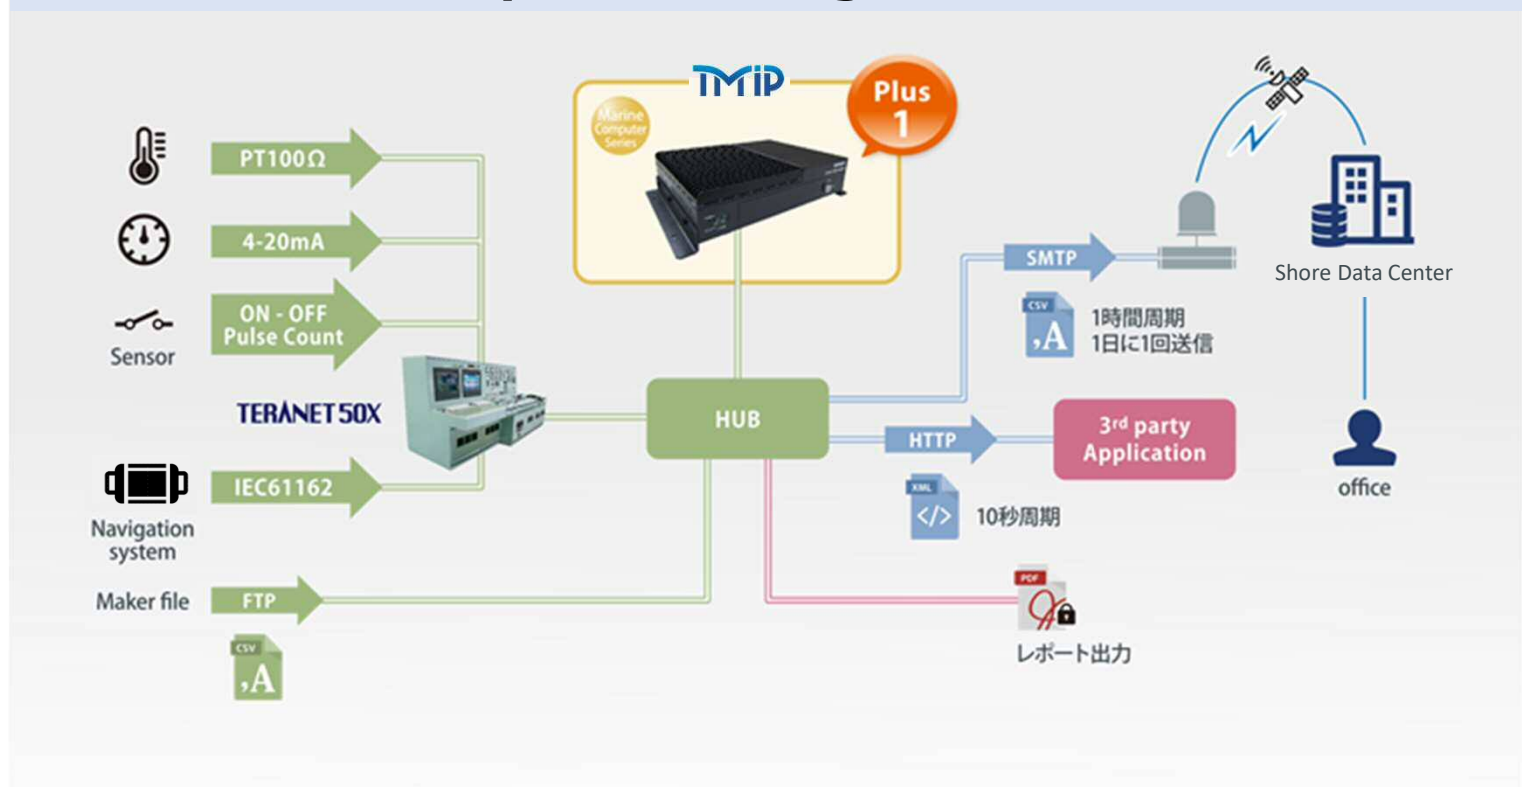 TMiP
Plus
1
Marine
Computer
Series
PT100Ω
4-20mA
ON - OFF
Pulse Count
Sensor
TERANET 50X
IEC61162
Navigation
system
Maker file
FTP
CSV
,A
HUB
SMTP
CSV
,A
1時間周期
1日に1回送信
HTTP
XML
</>
10秒周期
3rd party
Application
PDF
レポート出力
Shore Data Center
office